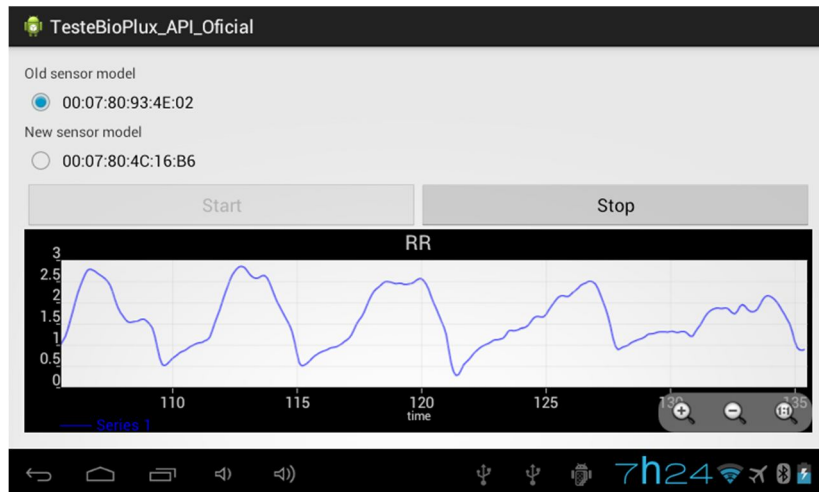 TesteBioPlux_API_Oficial
Old sensor model
00:07:80:93:4E:02
New sensor model
00:07:80:4C:16:B6
Start
Stop
RR
3
2.5
2
1.5
1
0.5
0
110 115 120 125 130 135
time
Series 1
7h24